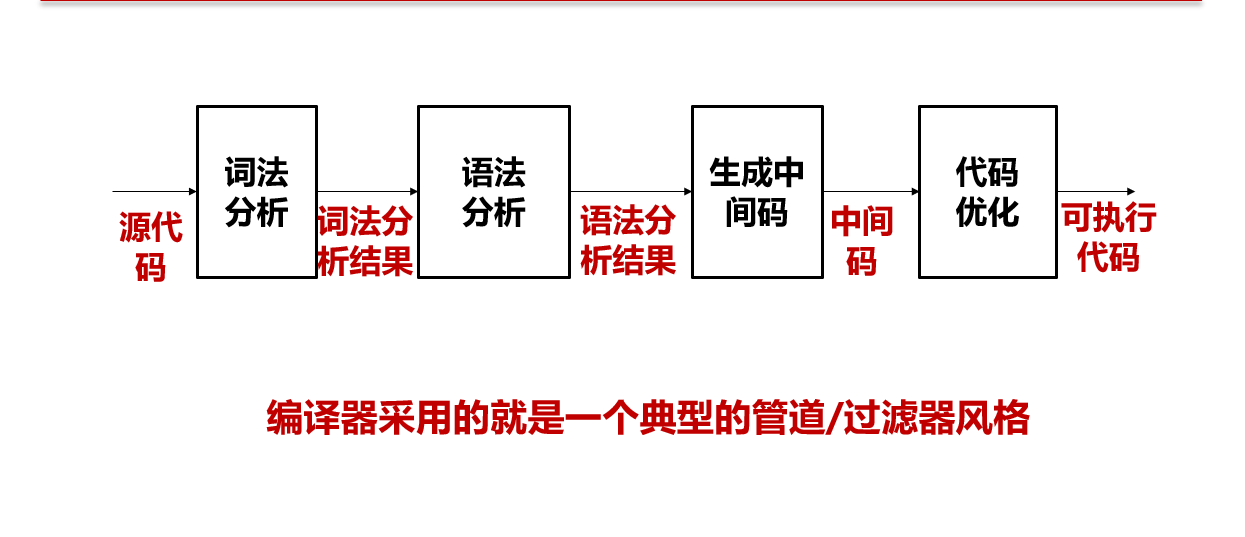 词法
分析
语法
分析
生成中
间码
代码
优化
源代
码
词法分
析结果
语法分
析结果
中间
码
可执行
代码
编译器采用的就是一个典型的管道/过滤器风格